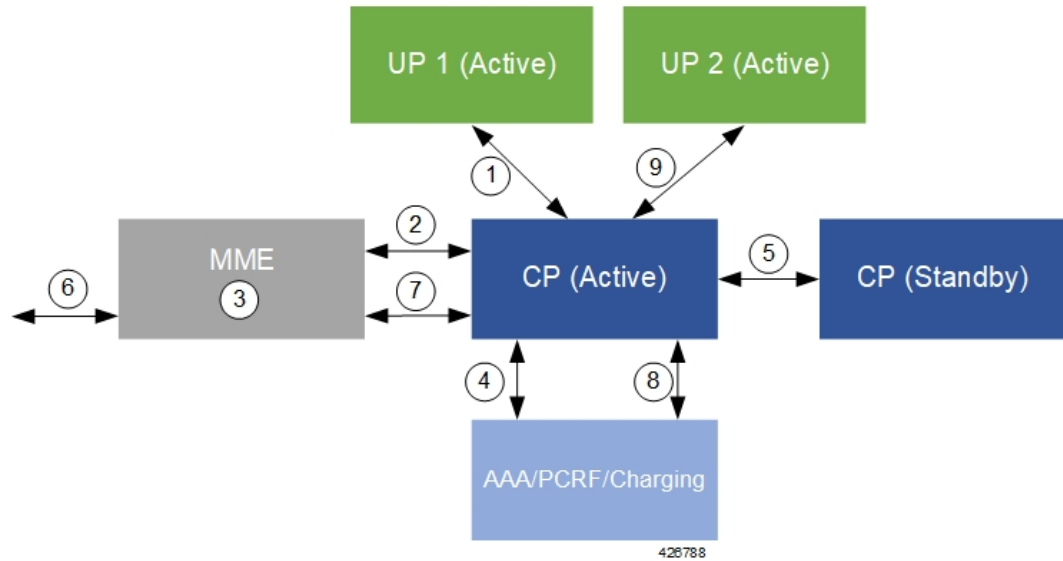 UP 1 (Active)
UP 2 (Active)
1
9
2
MME
3
CP (Active)
5
CP (Standby)
6
7
4
8
AAA/PCRF/Charging
426788